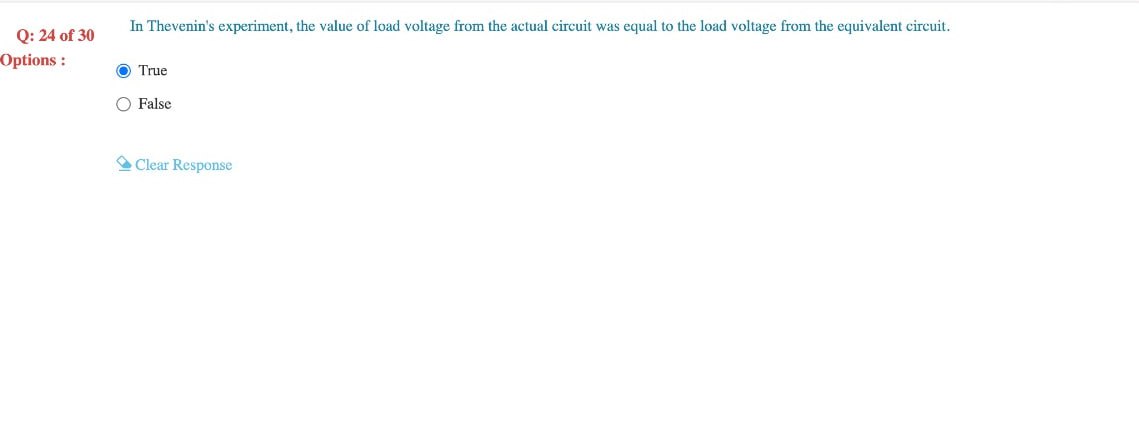 Q: 24 of 30
In Thevenin's experiment, the value of load voltage from the actual circuit was equal to the load voltage from the equivalent circuit.
Options :
True
False
Clear Response